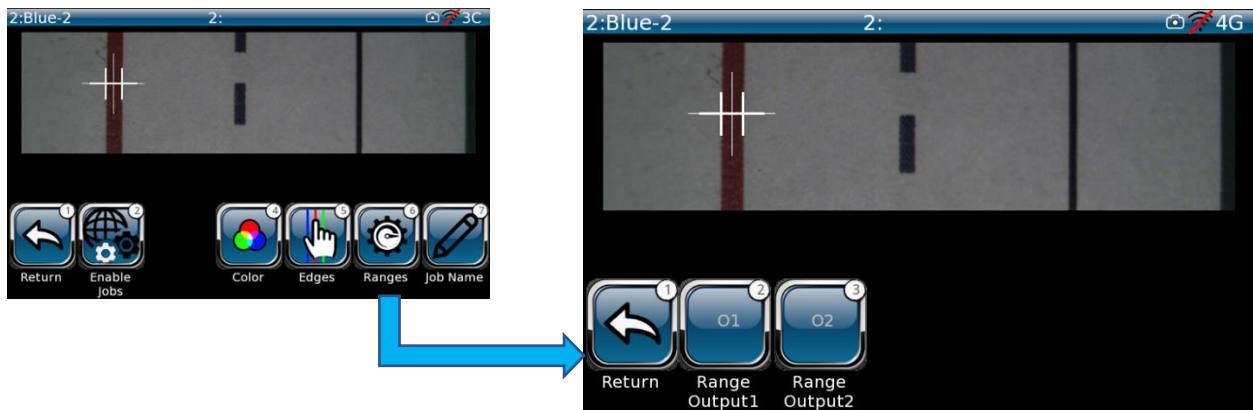 2:Blue-2 2: 3C
1 2 4 5 6 7
Return Enable Jobs Color Edges Ranges Job Name
2:Blue-2 2: 4G
1 2 3
O1 O2
Return Range Output1 Range Output2